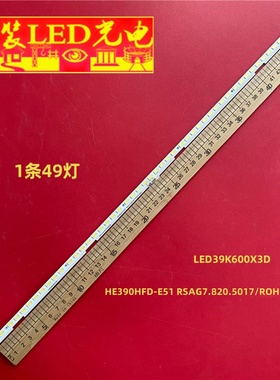 装LED光电
1条49灯
LED39K600X3D
HE390HFD-E51 RSAG7.820.5017/ROH